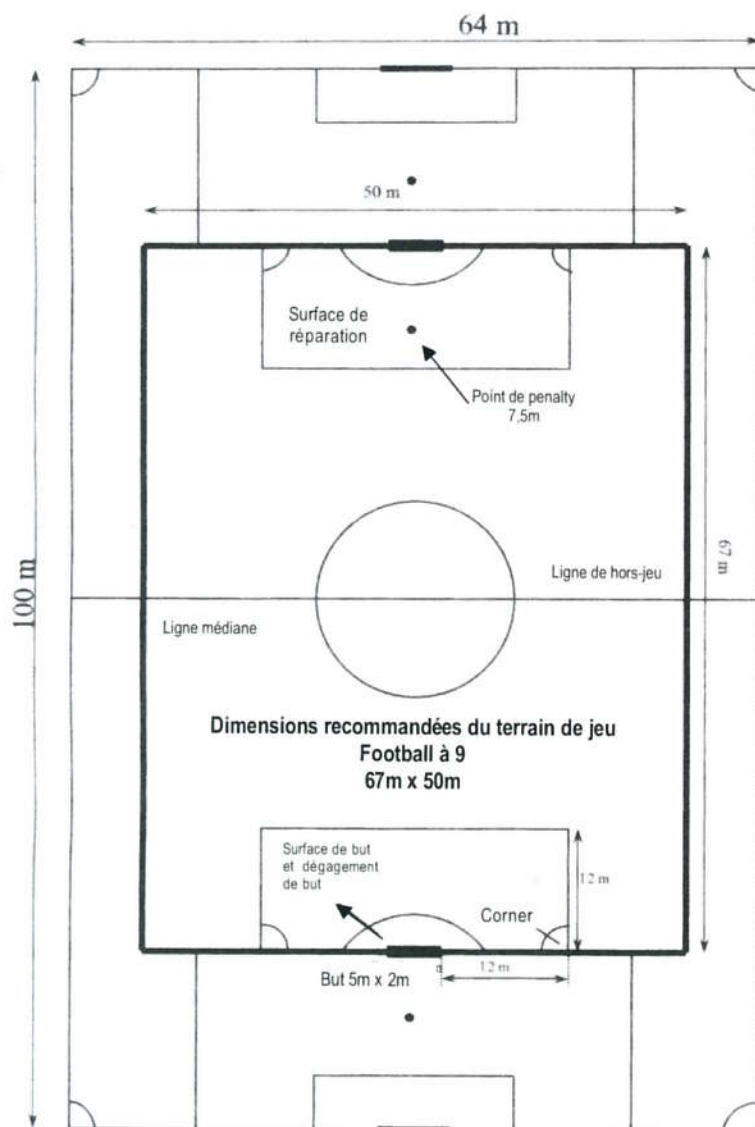 64 m
50 m
Surface de
réparation
Point de penalty
7,5m
67 m
100 m
Ligne de hors-jeu
Ligne médiane
Dimensions recommandées du terrain de jeu
Football à 9
67m x 50m
Surface de but
et dégagement
de but
12 m
Corner
But 5m x 2m
12 m